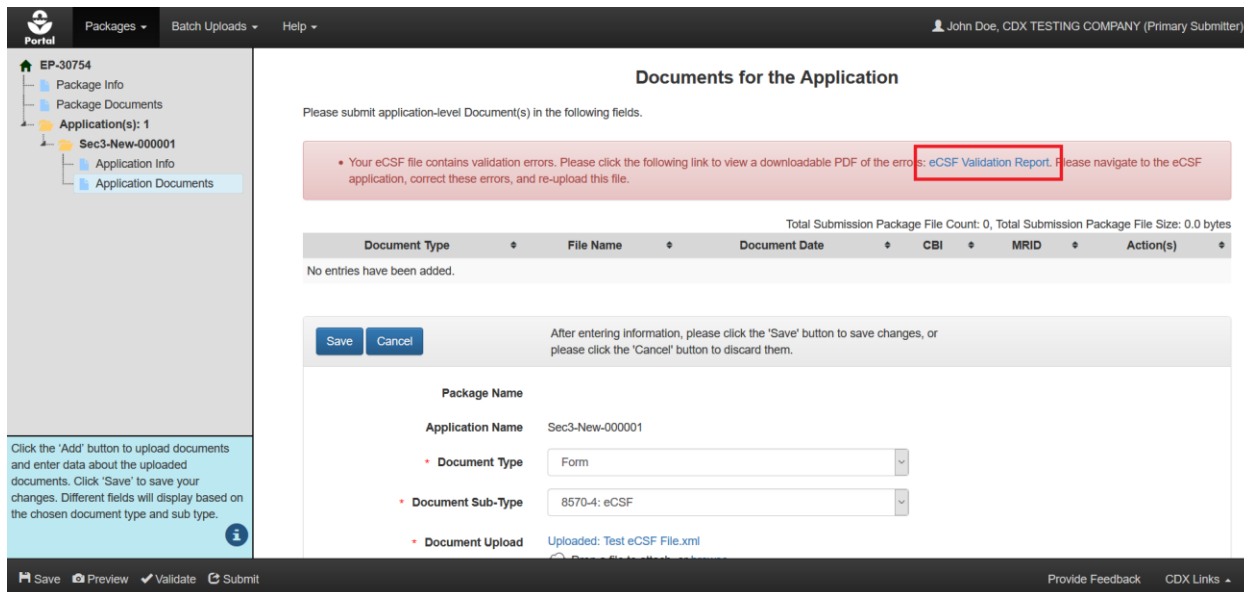 Portal
Packages
Batch Uploads
Help
John Doe, CDX TESTING COMPANY (Primary Submitter)
EP-30754
Package Info
Package Documents
Application(s): 1
Sec3-New-000001
Application Info
Application Documents
Click the 'Add' button to upload documents
and enter data about the uploaded
documents. Click 'Save' to save your
changes. Different fields will display based on
the chosen document type and sub type.
Documents for the Application
Please submit application-level Document(s) in the following fields.
• Your eCSF file contains validation errors. Please click the following link to view a downloadable PDF of the errors: eCSF Validation Report. Please navigate to the eCSF
application, correct these errors, and re-upload this file.
Total Submission Package File Count: 0, Total Submission Package File Size: 0.0 bytes
Document Type File Name Document Date CBI MRID Action(s)
No entries have been added.
Save Cancel
After entering information, please click the 'Save' button to save changes, or
please click the 'Cancel' button to discard them.
Package Name
Application Name Sec3-New-000001
* Document Type Form
* Document Sub-Type 8570-4: eCSF
* Document Upload Uploaded: Test eCSF File.xml
Save Preview Validate Submit
Provide Feedback CDX Links